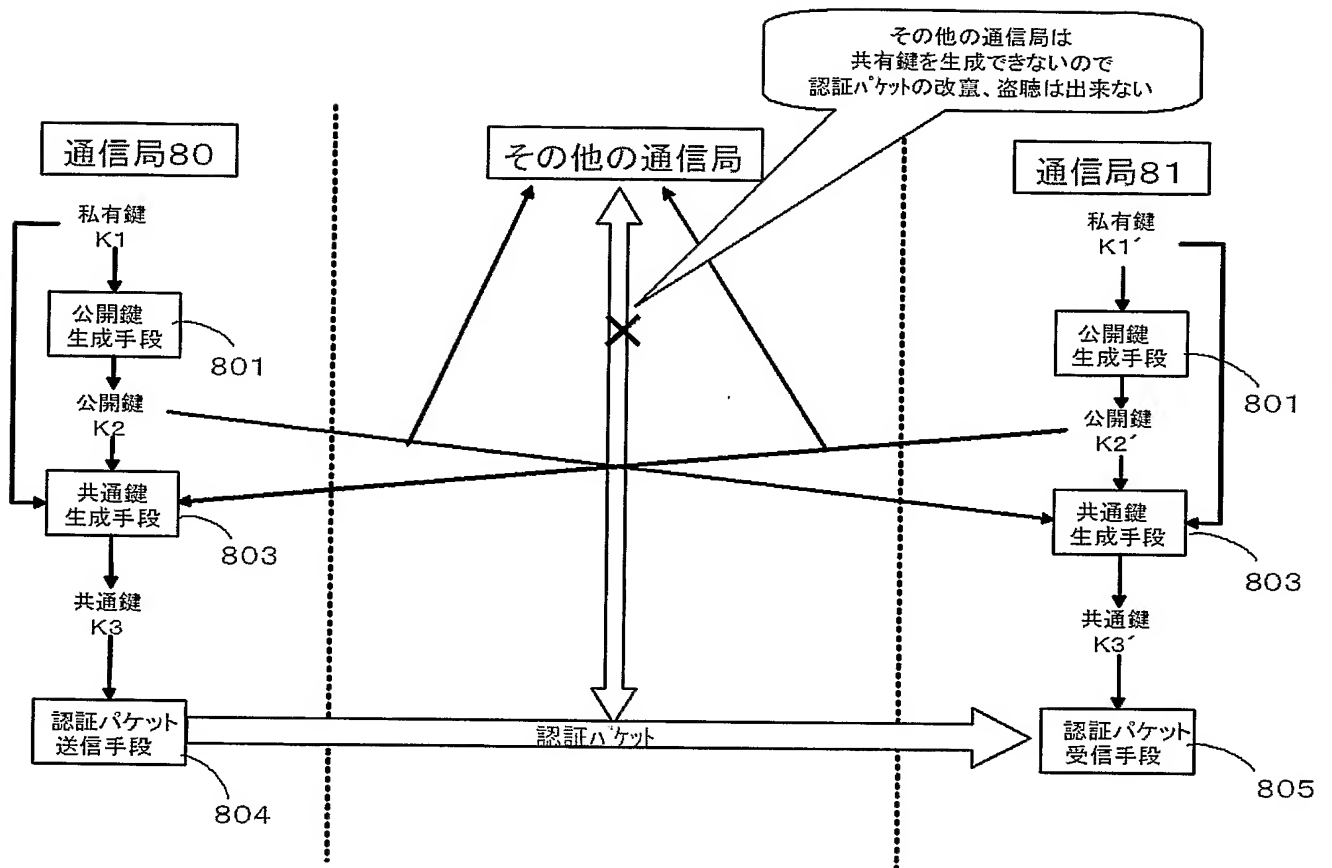 その他の通信局は
共有鍵を生成できないので
認証パケットの改竄、盗聴は出来ない
通信局80
その他の通信局
通信局81
私有鍵
K1
公開鍵
生成手段
801
公開鍵
K2
共通鍵
生成手段
803
共通鍵
K3
認証パケット
送信手段
804
認証パケット
私有鍵
K1´
公開鍵
生成手段
801
公開鍵
K2´
共通鍵
生成手段
803
共通鍵
K3´
認証パケット
受信手段
805